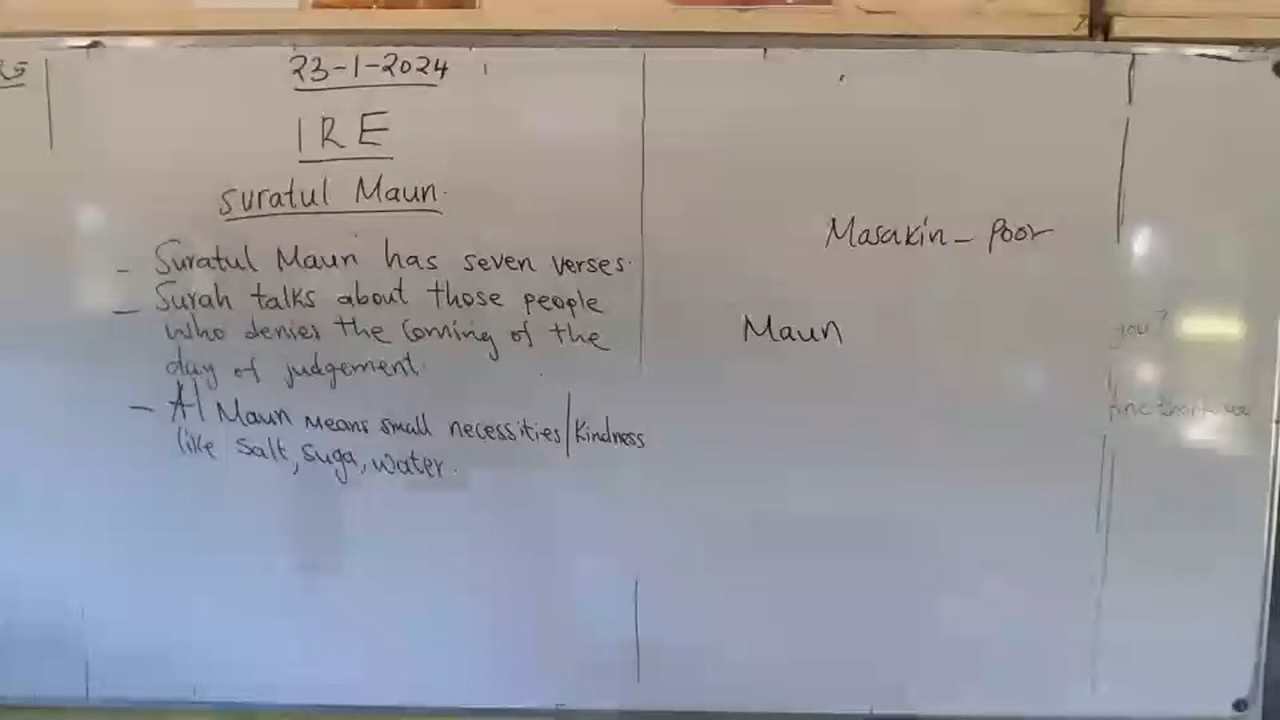 RS
23-1-2024
IRE
Suratul Maun.
- Suratul Maun has seven verses.
- Surah talks about those people
who denies the Coming of the
day of judgement.
- Al Maun means small necessities/Kindness
like Salt, Suga, water.
Masakin - Poor
Maun
you?